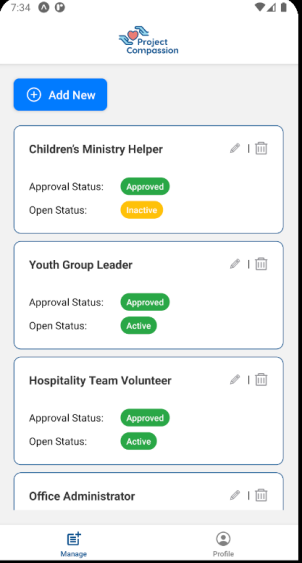 7:34
Project
Compassion
Add New
Children's Ministry Helper
Approval Status: Approved
Open Status: Inactive
Youth Group Leader
Approval Status: Approved
Open Status: Active
Hospitality Team Volunteer
Approval Status: Approved
Open Status: Active
Office Administrator
Manage Profile